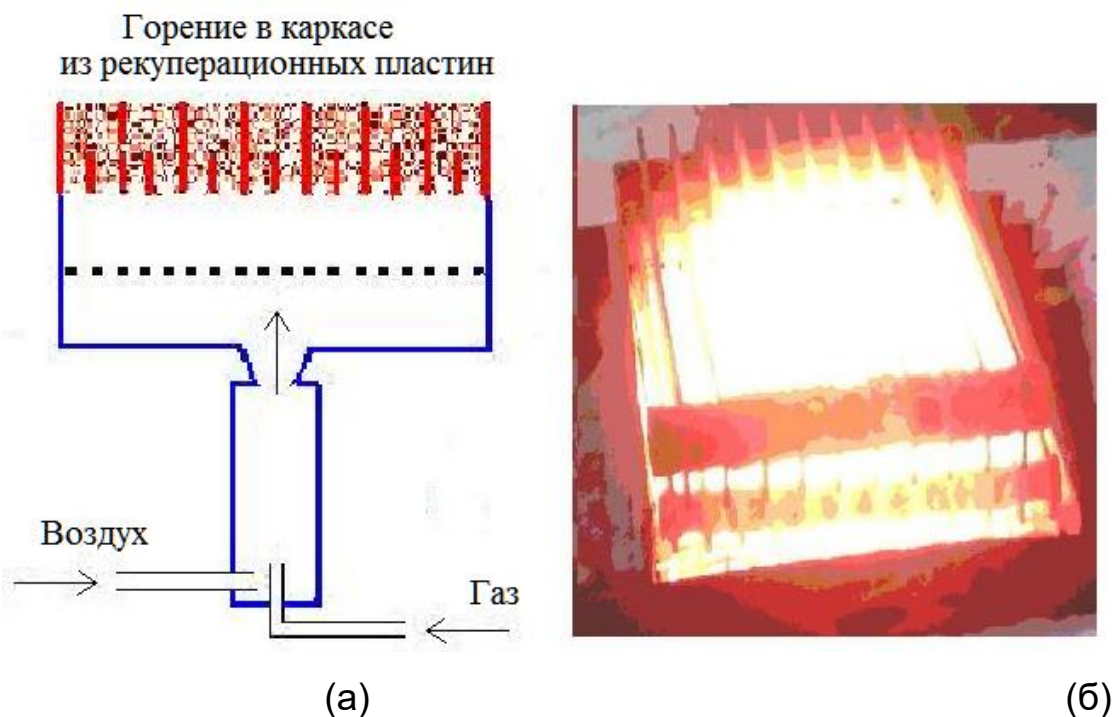 Горение в каркасе
из рекуперационных пластин
Воздух
Газ
(а)
(б)